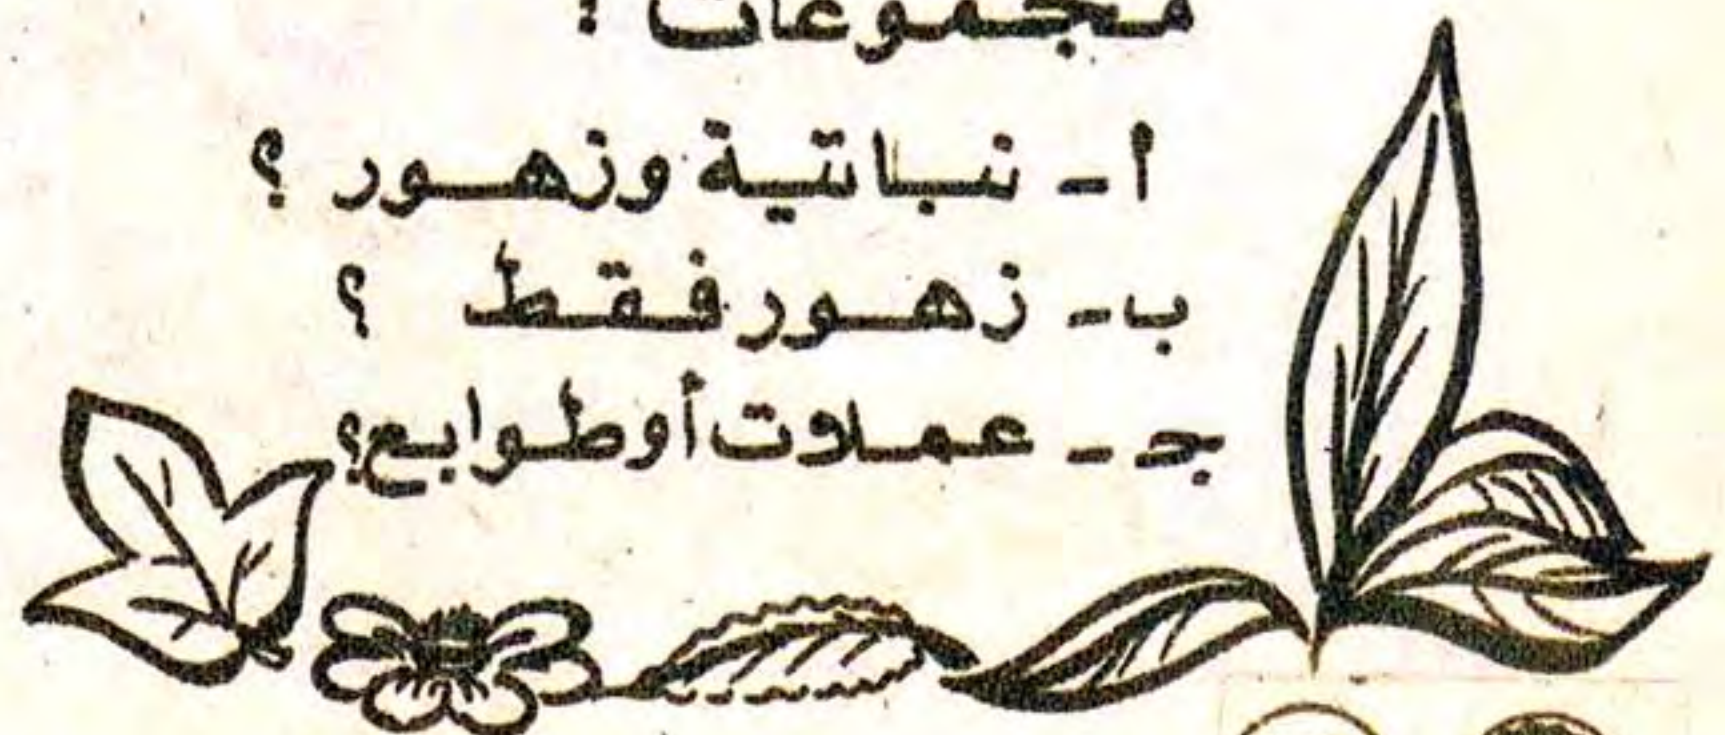 مجموعات :
أ - نباتية وزهور ؟
ب - زهور فقط ؟
جـ - عملات أو طوابع ؟